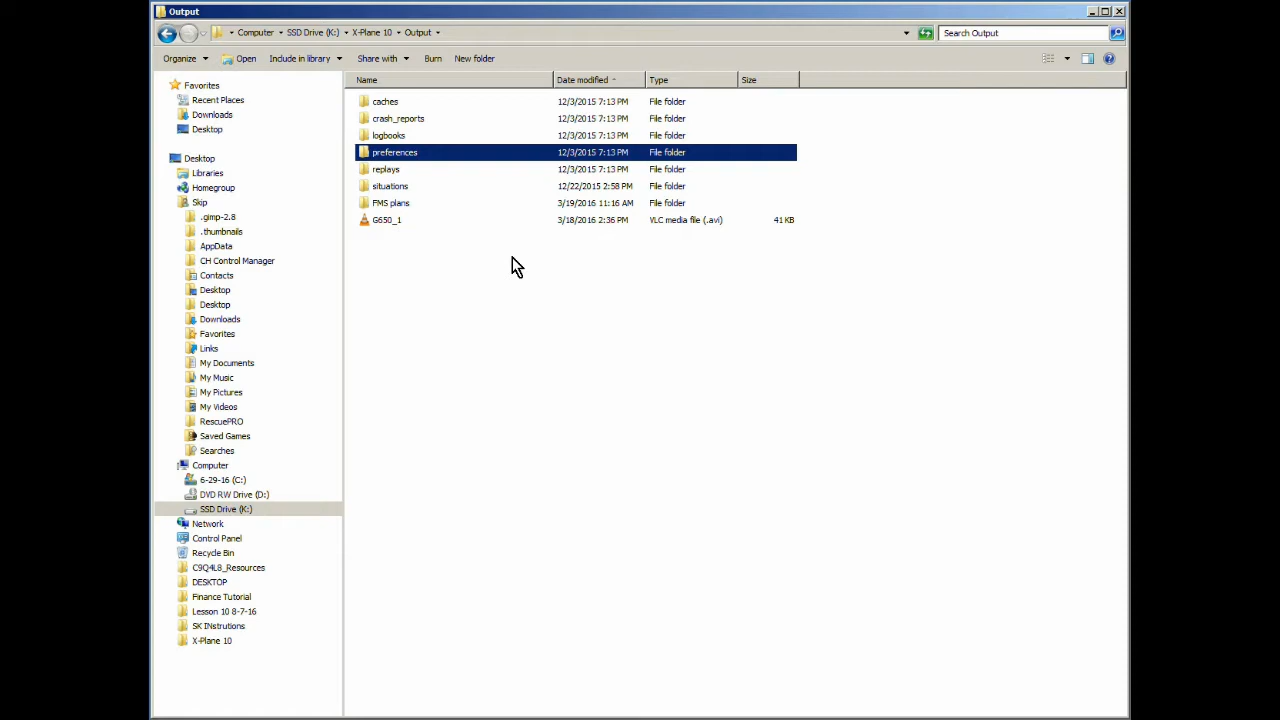 Output
Computer SSD Drive (K:) X-Plane 10 Output
Search Output
Organize Open Include in library Share with Burn New folder
Name Date modified Type Size
Favorites
Recent Places
Downloads
Desktop
Desktop
Libraries
Homegroup
Skip
.gimp-2.8
.thumbnails
AppData
CH Control Manager
Contacts
Desktop
Desktop
Downloads
Favorites
Links
My Documents
My Music
My Pictures
My Videos
RescuePRO
Saved Games
Searches
Computer
6-29-16 (C:)
DVD RW Drive (D:)
SSD Drive (K:)
Network
Control Panel
Recycle Bin
C9Q4L8_Resources
DESKTOP
Finance Tutorial
Lesson 10 8-7-16
SK INstrutions
X-Plane 10
caches 12/3/2015 7:13 PM File folder
crash_reports 12/3/2015 7:13 PM File folder
logbooks 12/3/2015 7:13 PM File folder
preferences 12/3/2015 7:13 PM File folder
replays 12/3/2015 7:13 PM File folder
situations 12/22/2015 2:58 PM File folder
FMS plans 3/19/2016 11:16 AM File folder
G650_1 3/18/2016 2:36 PM VLC media file (.avi) 41 KB